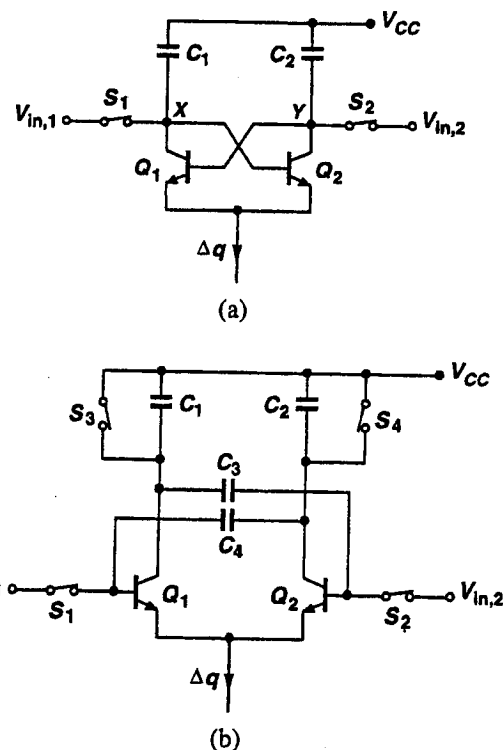 V_CC
C_1
C_2
V_in,1
S_1
X
Y
S_2
V_in,2
Q_1
Q_2
Δq
(a)
V_CC
S_3
C_1
C_2
S_4
C_3
C_4
S_1
Q_1
Q_2
S_2
V_in,2
Δq
(b)